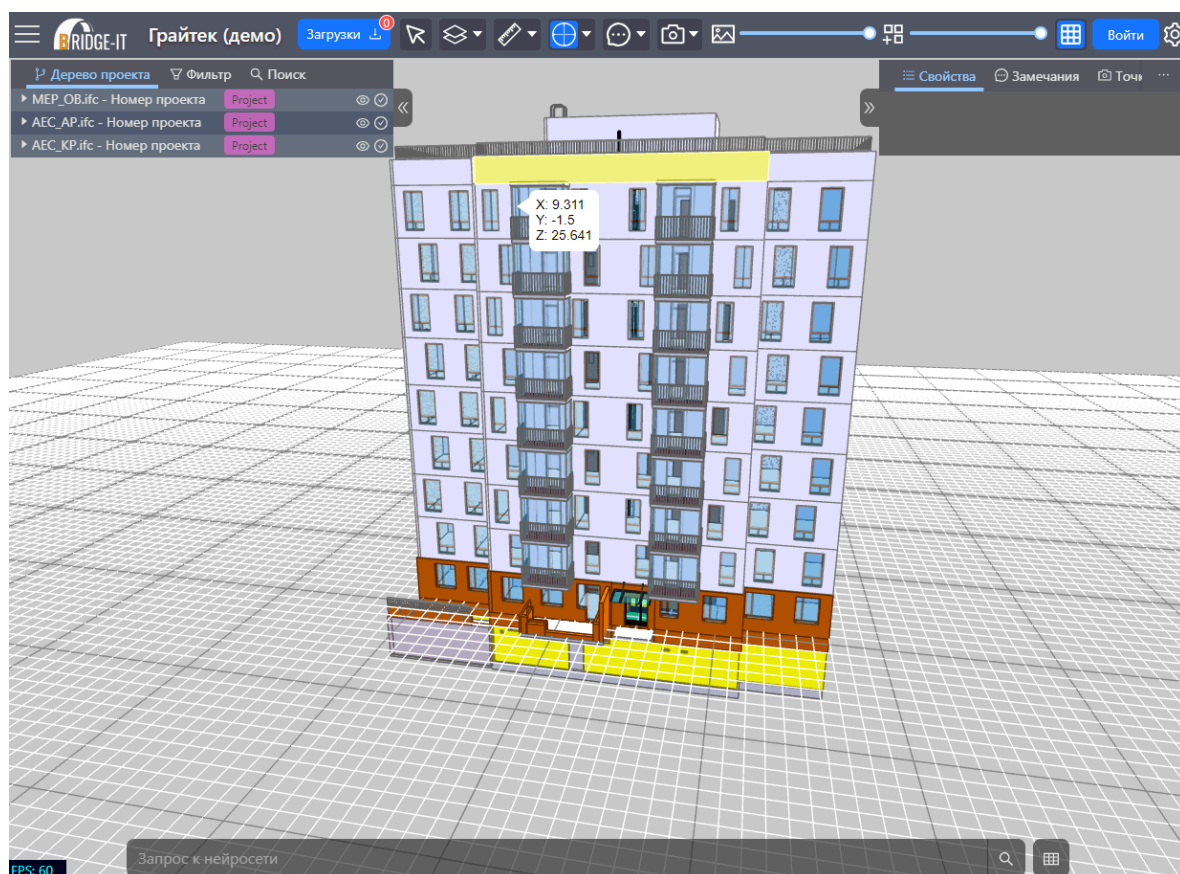 BRIDGE-IT Грайтек (демо) Загрузки 0 Войти
Дерево проекта Фильтр Поиск
Свойства Замечания
MEP_OB.ifc - Номер проекта Project
AEC_AP.ifc - Номер проекта Project
AEC_KP.ifc - Номер проекта Project
X: 9.311
Y: -1.5
Z: 25.641
Запрос к нейросети
FPS: 60